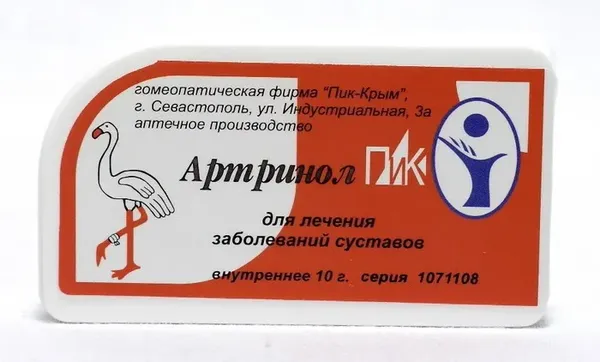 гомеопатическая фирма "Пик-Крым",
г. Севастополь, ул. Индустриальная, 3а
аптечное производство
Артринол ПиК
для лечения
заболеваний суставов
внутреннее 10 г. серия 1071108